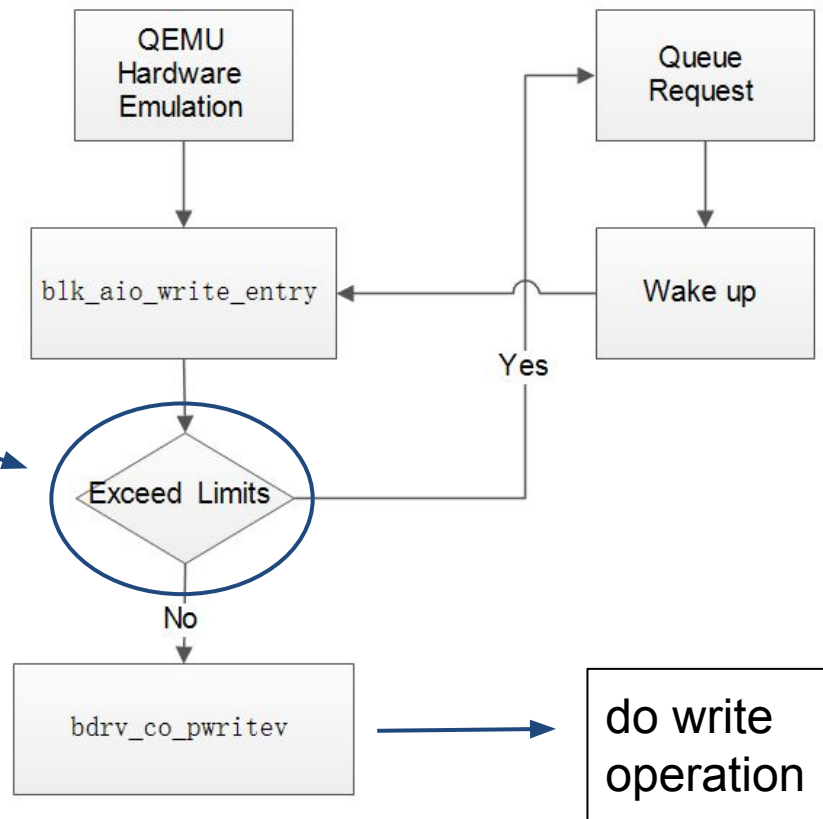 QEMU
Hardware
Emulation
Queue
Request
blk_aio_write_entry
Wake up
Yes
Exceed Limits
No
bdrv_co_pwritev
do write
operation